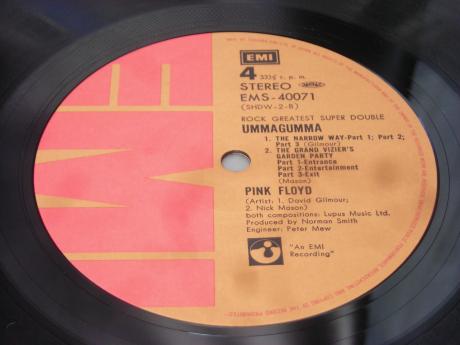 EMI
4 33⅓ r. p. m.
STEREO
EMS-40071
(SHDW-2-B)
ROCK GREATEST SUPER DOUBLE
UMMAGUMMA
1. THE NARROW WAY-Part 1; Part 2;
Part 3 (Gilmour)
2. THE GRAND VIZIER'S
GARDEN PARTY
Part 1-Entrance
Part 2-Entertainment
Part 3-Exit
(Mason)
PINK FLOYD
(Artist: 1. David Gilmour;
2. Nick Mason)
both compositions: Lupus Music Ltd.
Produced by Norman Smith
Engineer: Peter Mew
"An EMI
Recording"
EMI